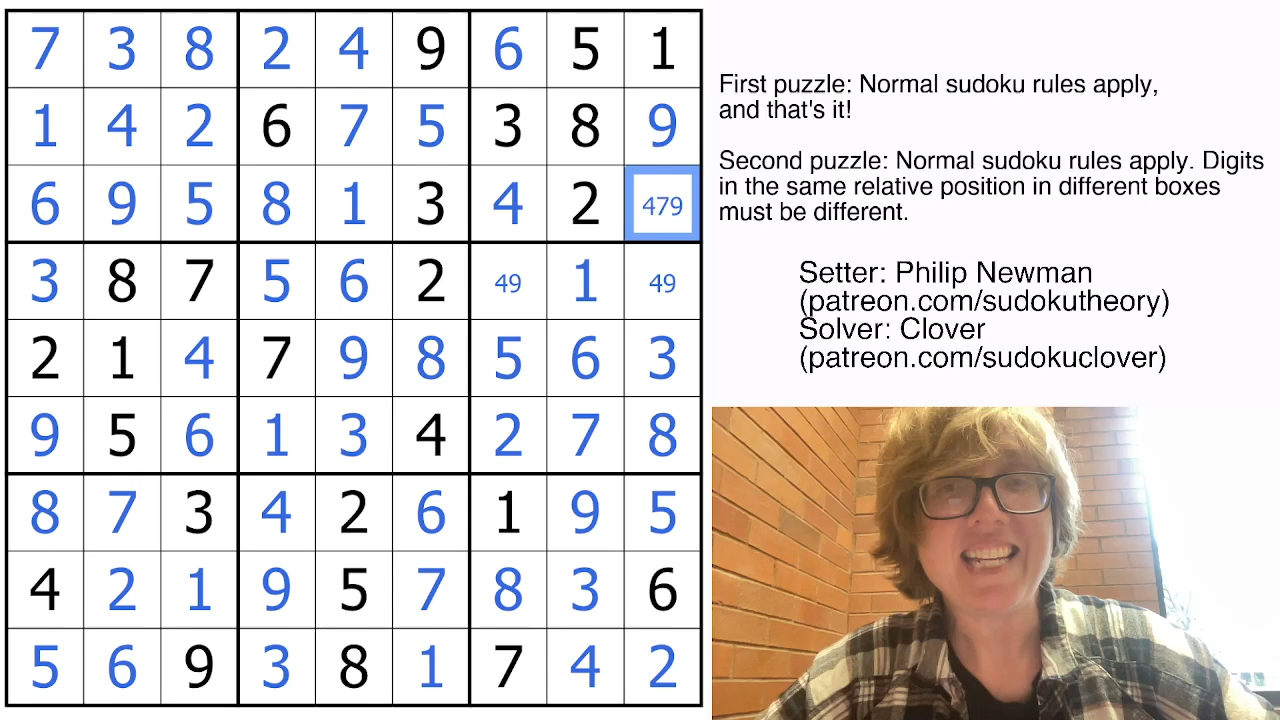 7 3 8 2 4 9 6 5 1
1 4 2 6 7 5 3 8 9
6 9 5 8 1 3 4 2 479
3 8 7 5 6 2 49 1 49
2 1 4 7 9 8 5 6 3
9 5 6 1 3 4 2 7 8
8 7 3 4 2 6 1 9 5
4 2 1 9 5 7 8 3 6
5 6 9 3 8 1 7 4 2
First puzzle: Normal sudoku rules apply,
and that's it!
Second puzzle: Normal sudoku rules apply. Digits
in the same relative position in different boxes
must be different.
Setter: Philip Newman
(patreon.com/sudokutheory)
Solver: Clover
(patreon.com/sudokuclover)